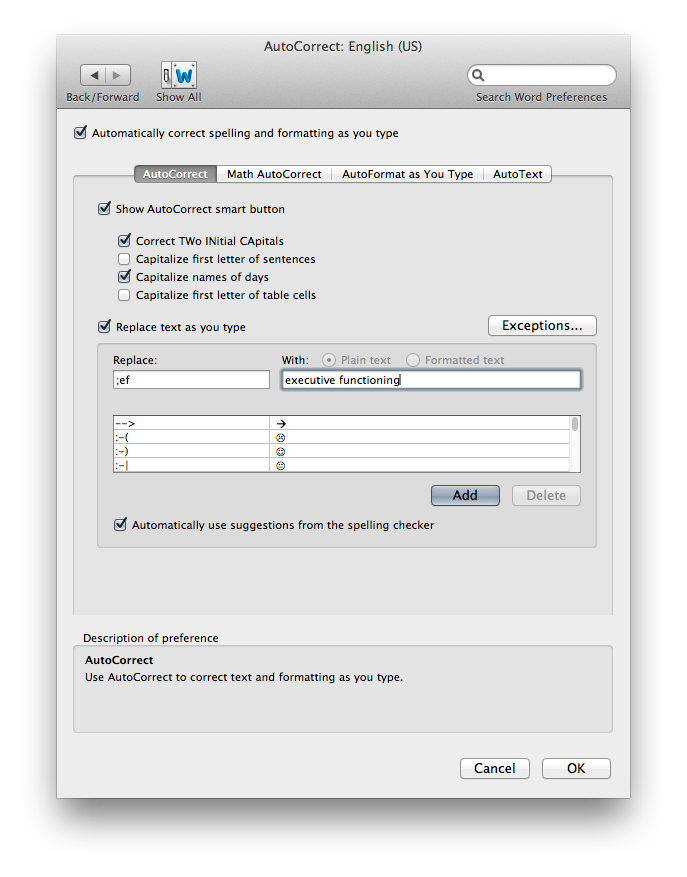 AutoCorrect: English (US)
Back/Forward Show All Search Word Preferences
Automatically correct spelling and formatting as you type
AutoCorrect Math AutoCorrect AutoFormat as You Type AutoText
Show AutoCorrect smart button
Correct TWo INitial CApitals
Capitalize first letter of sentences
Capitalize names of days
Capitalize first letter of table cells
Replace text as you type Exceptions...
Replace: With: Plain text Formatted text
;ef executive functioning
--> →
:-( ☹
:-) ☺
:-| 😐
Add Delete
Automatically use suggestions from the spelling checker
Description of preference
AutoCorrect
Use AutoCorrect to correct text and formatting as you type.
Cancel OK